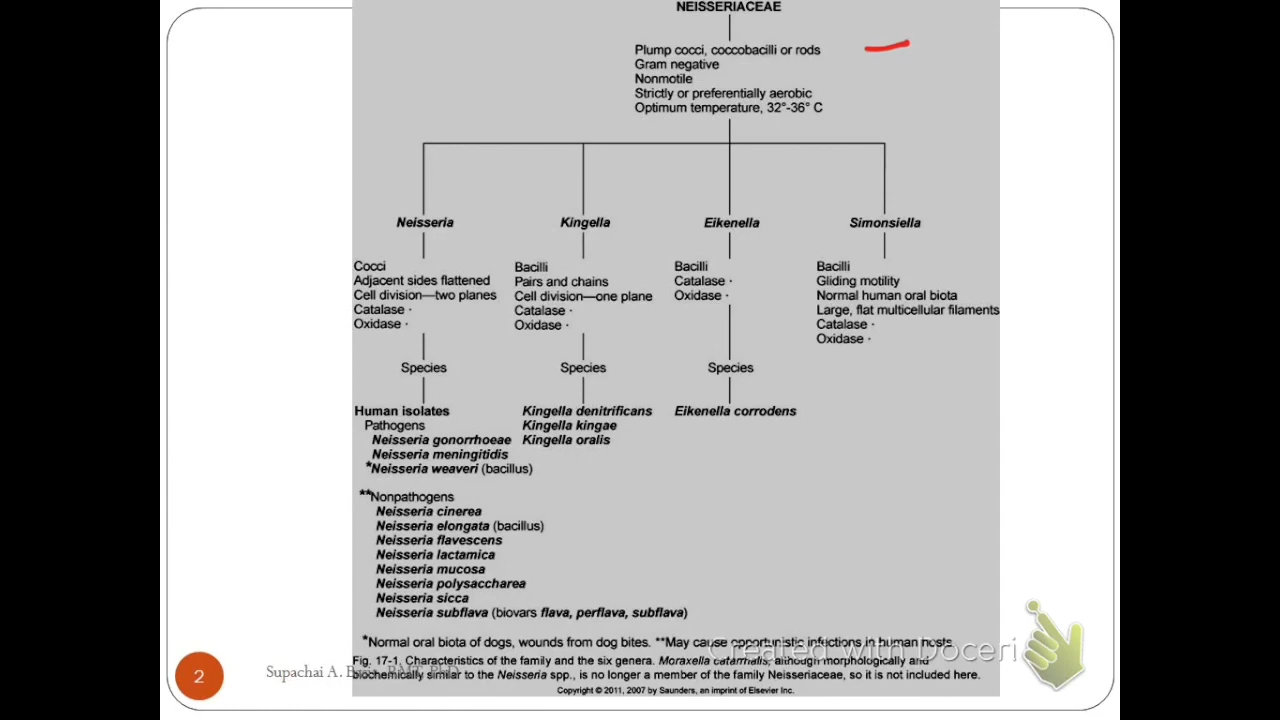 NEISSERIACEAE
Plump cocci, coccobacilli or rods
Gram negative
Nonmotile
Strictly or preferentially aerobic
Optimum temperature, 32°-36° C
Neisseria
Cocci
Adjacent sides flattened
Cell division—two planes
Catalase ·
Oxidase ·
Species
Human isolates
Pathogens
Neisseria gonorrhoeae
Neisseria meningitidis
*Neisseria weaveri (bacillus)
**Nonpathogens
Neisseria cinerea
Neisseria elongata (bacillus)
Neisseria flavescens
Neisseria lactamica
Neisseria mucosa
Neisseria polysaccharea
Neisseria sicca
Neisseria subflava (biovars flava, perflava, subflava)
Kingella
Bacilli
Pairs and chains
Cell division—one plane
Catalase ·
Oxidase ·
Species
Kingella denitrificans
Kingella kingae
Kingella oralis
Eikenella
Bacilli
Catalase ·
Oxidase ·
Species
Eikenella corrodens
Simonsiella
Bacilli
Gliding motility
Normal human oral biota
Large, flat multicellular filaments
Catalase ·
Oxidase ·
*Normal oral biota of dogs, wounds from dog bites. **May cause opportunistic infections in human hosts.
Fig. 17-1. Characteristics of the family and the six genera. Moraxella catarrhalis, although morphologically and
biochemically similar to the Neisseria spp., is no longer a member of the family Neisseriaceae, so it is not included here.
Copyright © 2011, 2007 by Saunders, an imprint of Elsevier Inc.
2
Supachai A.
Created with Doceri